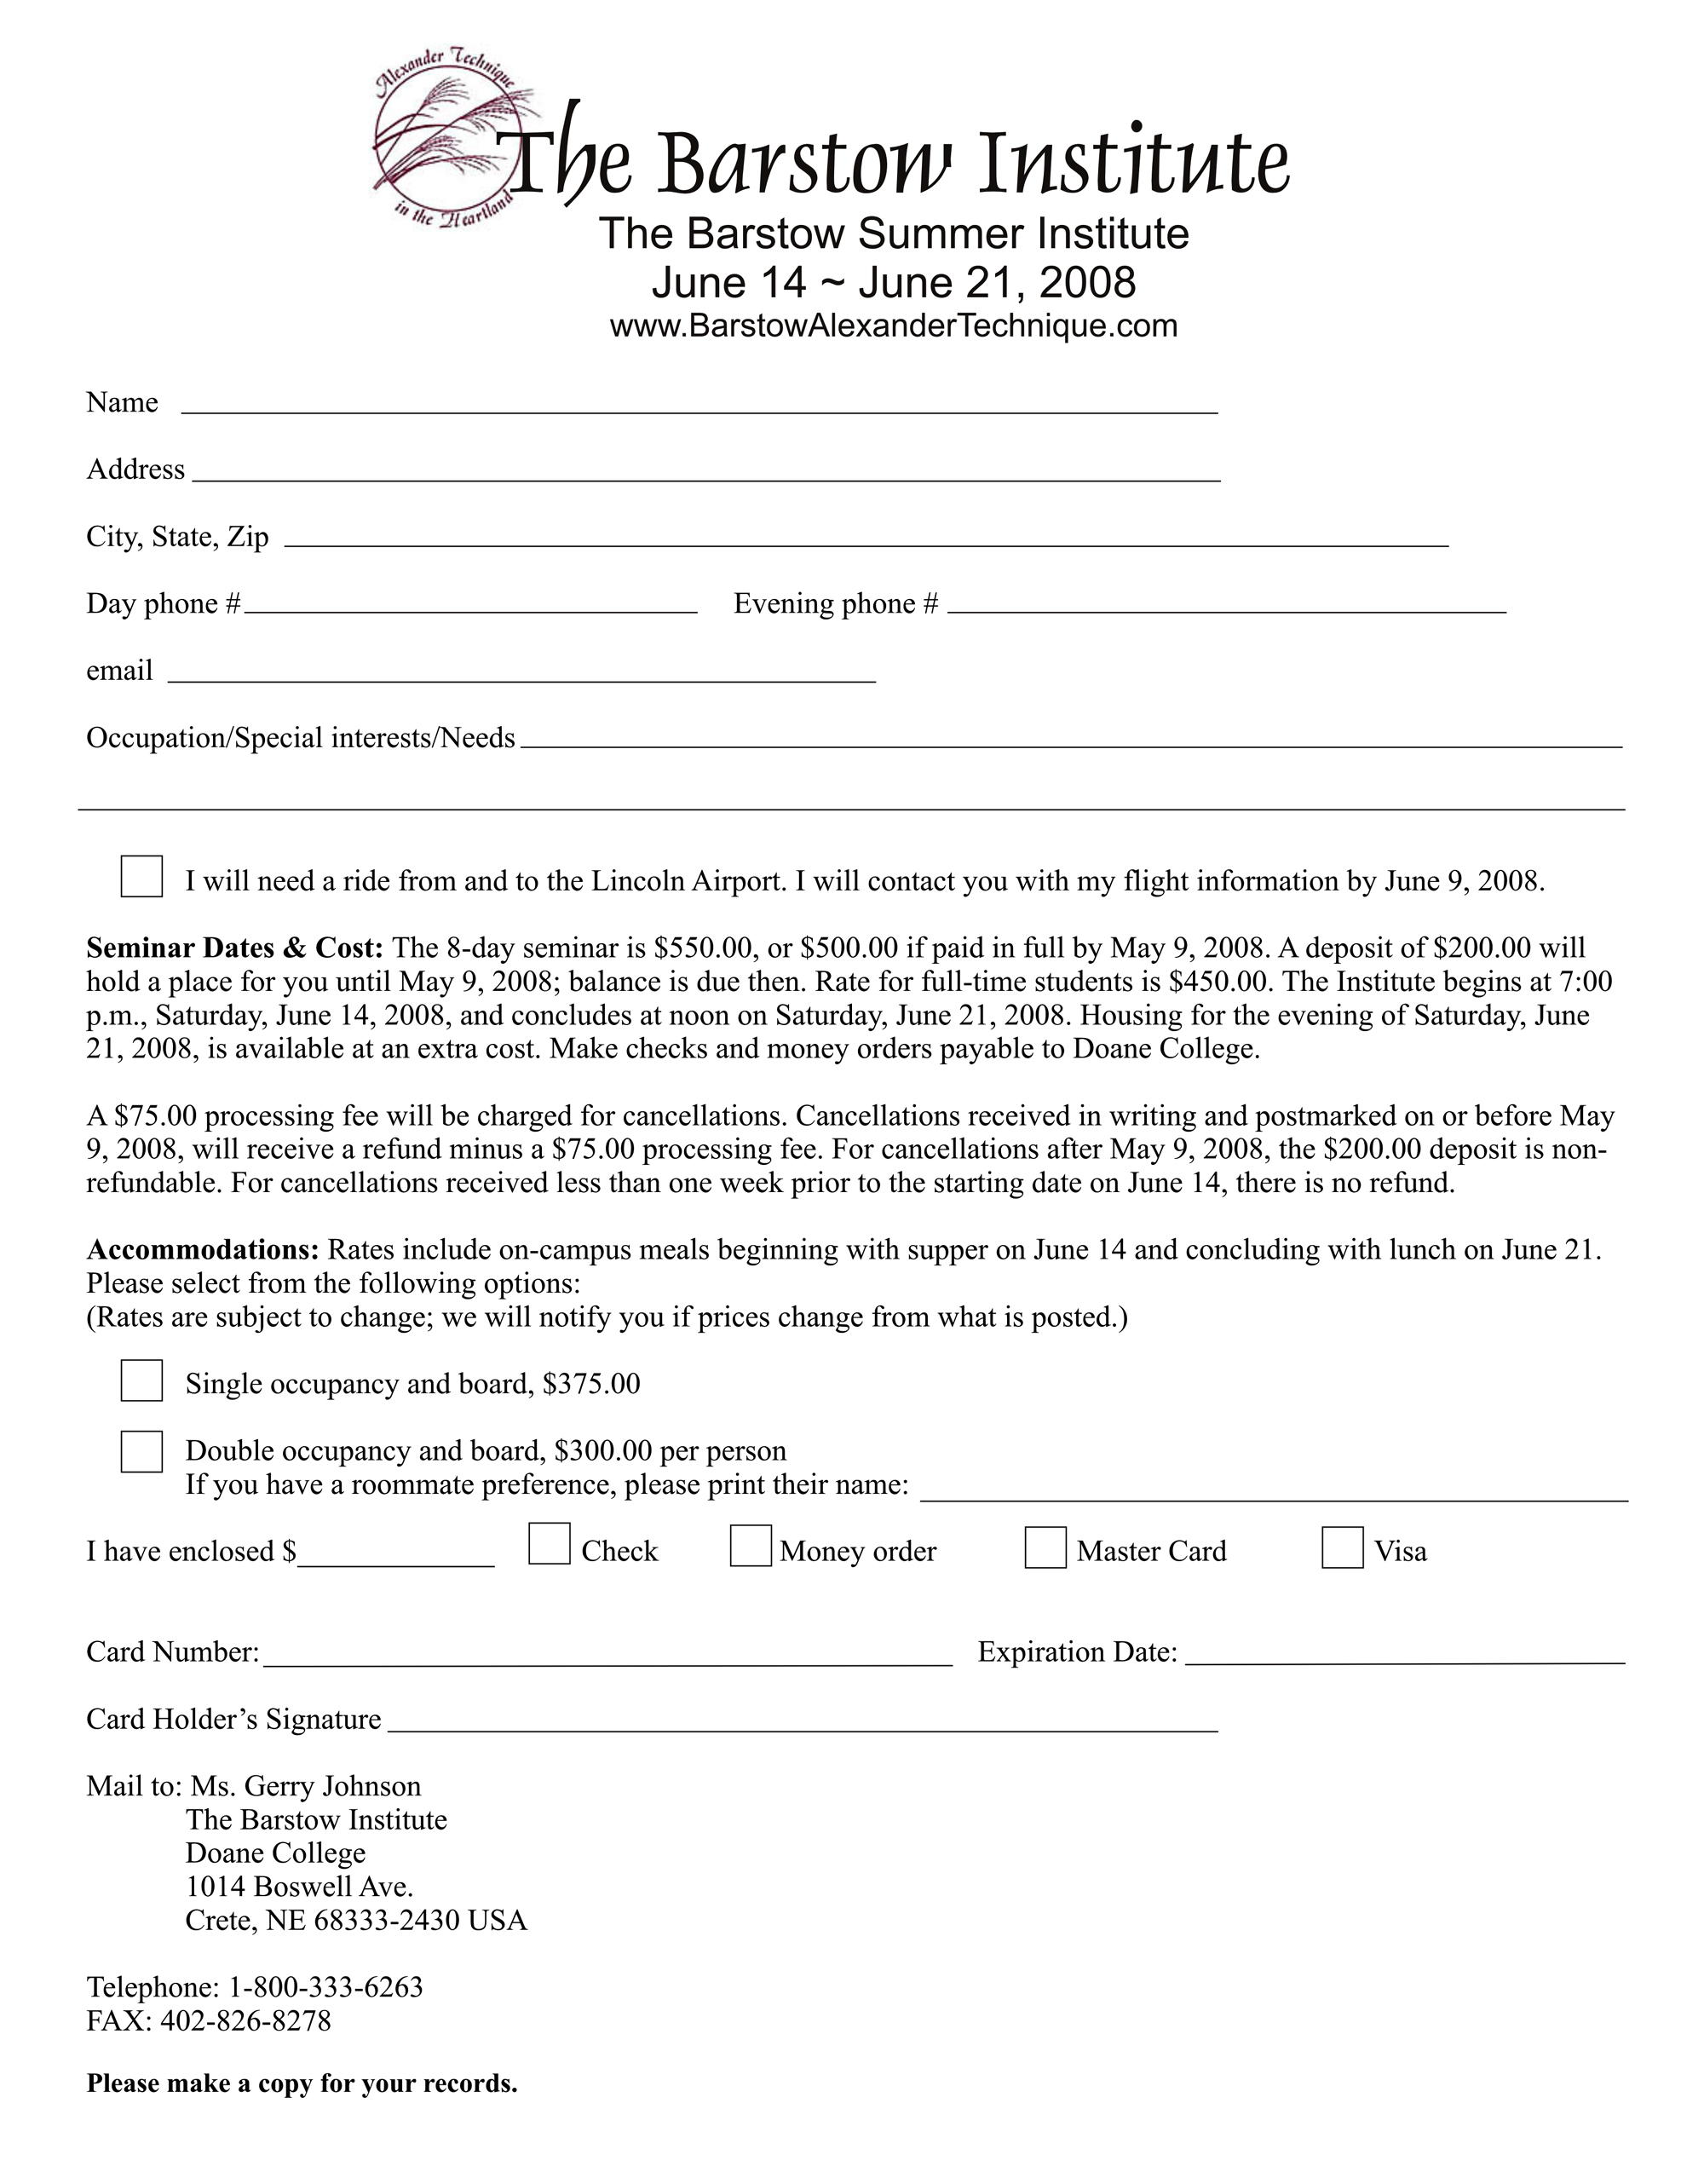 Alexander Technique
in the Heartland
The Barstow Institute
The Barstow Summer Institute
June 14 ~ June 21, 2008
www.BarstowAlexanderTechnique.com
Name
Address
City, State, Zip
Day phone # Evening phone #
email
Occupation/Special interests/Needs
I will need a ride from and to the Lincoln Airport. I will contact you with my flight information by June 9, 2008.
Seminar Dates & Cost: The 8-day seminar is $550.00, or $500.00 if paid in full by May 9, 2008. A deposit of $200.00 will
hold a place for you until May 9, 2008; balance is due then. Rate for full-time students is $450.00. The Institute begins at 7:00
p.m., Saturday, June 14, 2008, and concludes at noon on Saturday, June 21, 2008. Housing for the evening of Saturday, June
21, 2008, is available at an extra cost. Make checks and money orders payable to Doane College.
A $75.00 processing fee will be charged for cancellations. Cancellations received in writing and postmarked on or before May
9, 2008, will receive a refund minus a $75.00 processing fee. For cancellations after May 9, 2008, the $200.00 deposit is non-
refundable. For cancellations received less than one week prior to the starting date on June 14, there is no refund.
Accommodations: Rates include on-campus meals beginning with supper on June 14 and concluding with lunch on June 21.
Please select from the following options:
(Rates are subject to change; we will notify you if prices change from what is posted.)
Single occupancy and board, $375.00
Double occupancy and board, $300.00 per person
If you have a roommate preference, please print their name:
I have enclosed $ Check Money order Master Card Visa
Card Number: Expiration Date:
Card Holder’s Signature
Mail to: Ms. Gerry Johnson
The Barstow Institute
Doane College
1014 Boswell Ave.
Crete, NE 68333-2430 USA
Telephone: 1-800-333-6263
FAX: 402-826-8278
Please make a copy for your records.